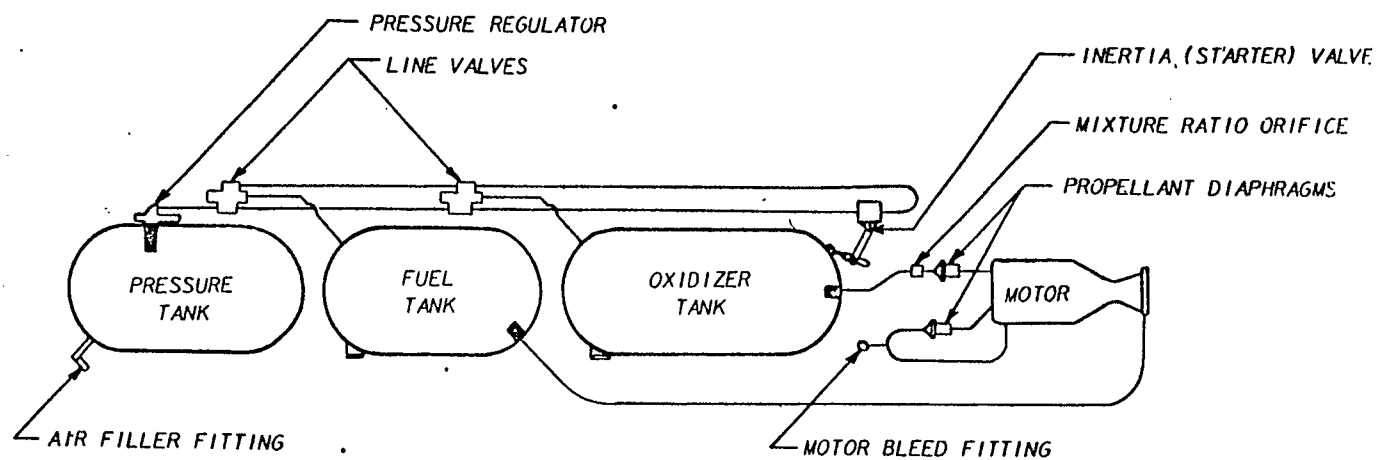 PRESSURE REGULATOR
LINE VALVES
INERTIA (STARTER) VALVE
MIXTURE RATIO ORIFICE
PROPELLANT DIAPHRAGMS
PRESSURE
TANK
FUEL
TANK
OXIDIZER
TANK
MOTOR
AIR FILLER FITTING
MOTOR BLEED FITTING